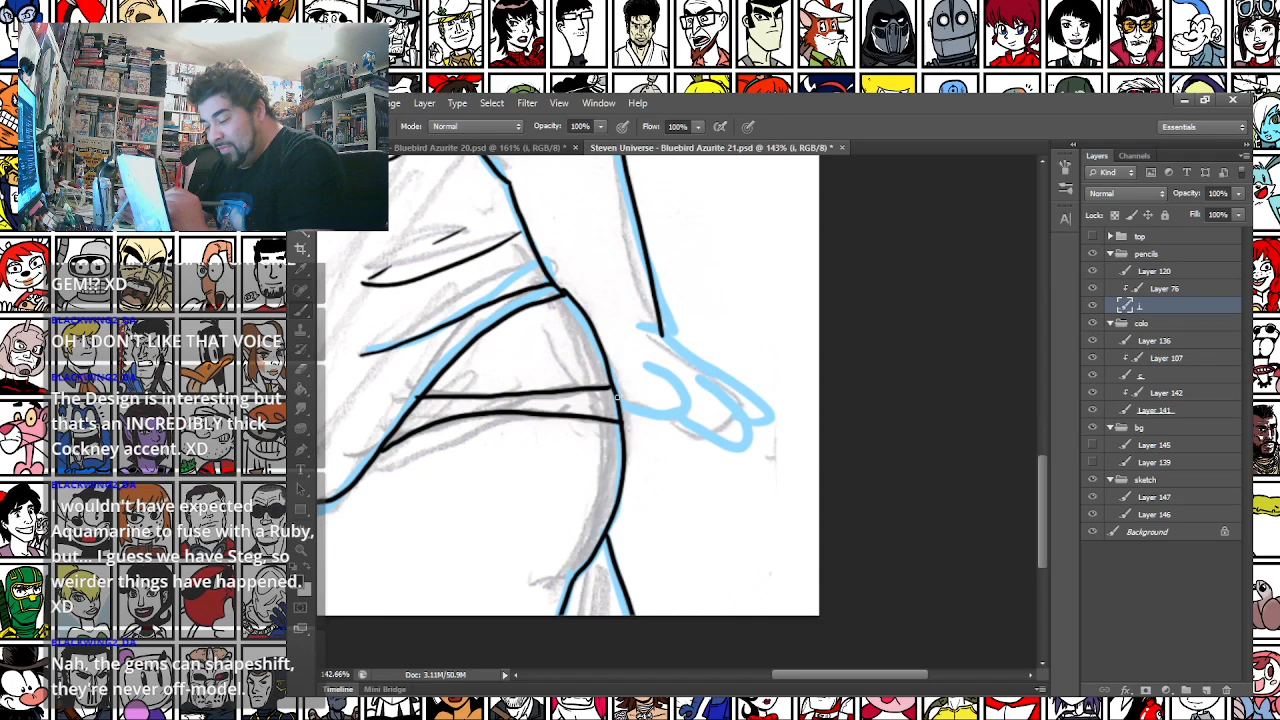 Layer Type Select Filter View Window Help
Mode: Normal Opacity: 100% Flow: 100% Essentials
Bluebird Azurite 20.psd @ 161% (i, RGB/8) * × Steven Universe - Bluebird Azurite 21.psd @ 143% (i, RGB/8) * ×
Layers Channels
Kind
Normal Opacity: 100%
Lock: Fill: 100%
top
pencils
Layer 120
Layer 76
i
colo
Layer 136
Layer 107
c
Layer 142
Layer 141
bg
Layer 145
Layer 139
sketch
Layer 147
Layer 146
Background
GEM!? XD
OH I DON'T LIKE THAT VOICE
The Design is interesting but
that's an INCREDIBLY thick
Cockney accent. XD
I wouldn't have expected
Aquamarine to fuse with a Ruby,
but... I guess we have Steg, so
weirder things have happened.
XD
Nah, the gems can shapeshift,
they're never off-model.
142.66% Doc: 3.11M/50.9M
Timeline Mini Bridge